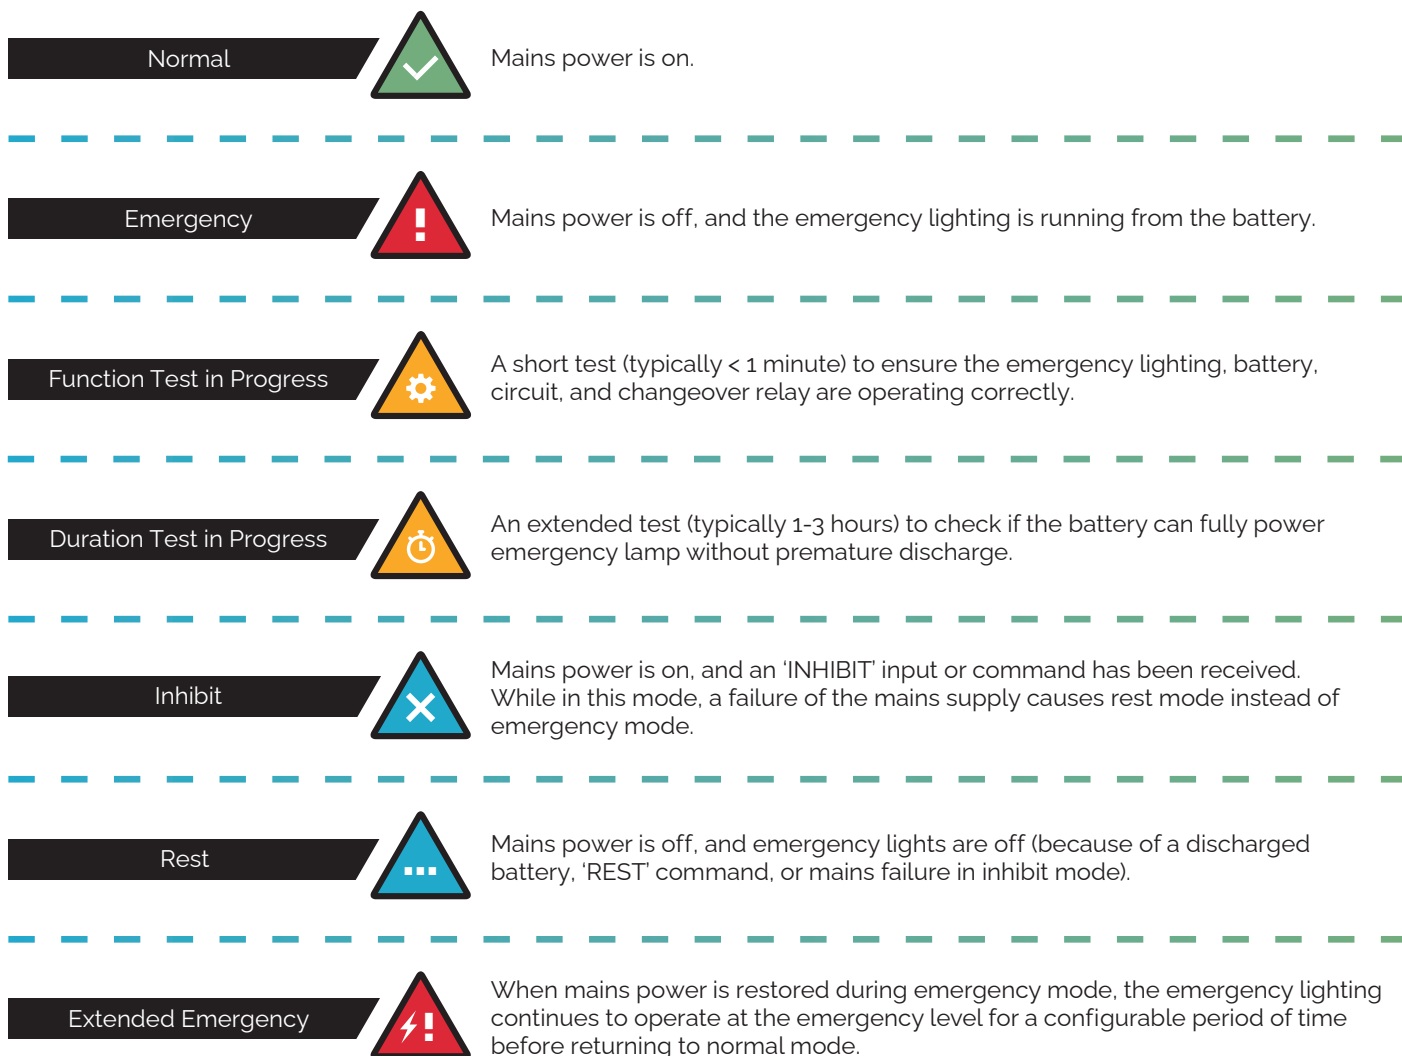 Normal
Mains power is on.
Emergency
Mains power is off, and the emergency lighting is running from the battery.
Function Test in Progress
A short test (typically < 1 minute) to ensure the emergency lighting, battery,
circuit, and changeover relay are operating correctly.
Duration Test in Progress
An extended test (typically 1-3 hours) to check if the battery can fully power
emergency lamp without premature discharge.
Inhibit
Mains power is on, and an ‘INHIBIT’ input or command has been received.
While in this mode, a failure of the mains supply causes rest mode instead of
emergency mode.
Rest
Mains power is off, and emergency lights are off (because of a discharged
battery, ‘REST’ command, or mains failure in inhibit mode).
Extended Emergency
When mains power is restored during emergency mode, the emergency lighting
continues to operate at the emergency level for a configurable period of time
before returning to normal mode.